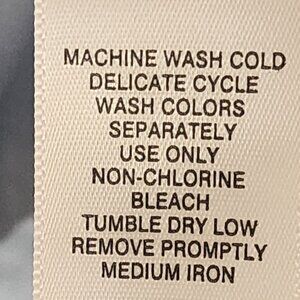 MACHINE WASH COLD
DELICATE CYCLE
WASH COLORS
SEPARATELY
USE ONLY
NON-CHLORINE
BLEACH
TUMBLE DRY LOW
REMOVE PROMPTLY
MEDIUM IRON